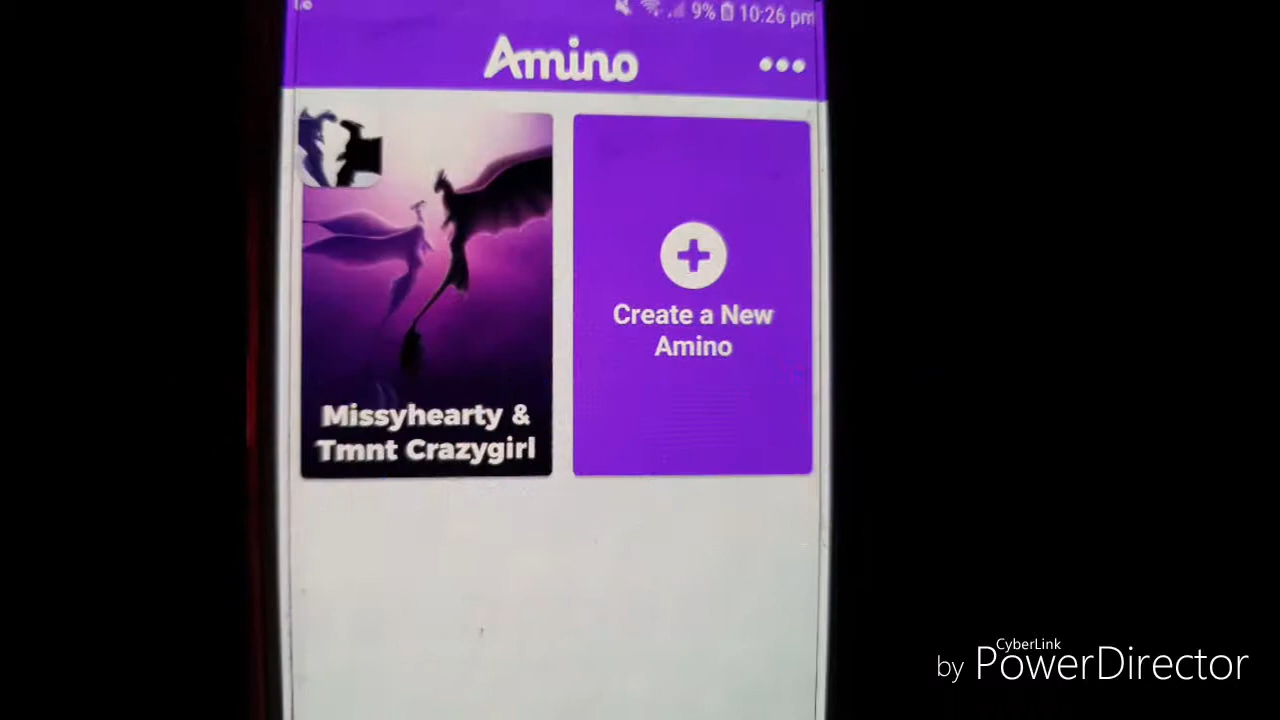 9% 10:26 pm
Amino
Create a New
Amino
Missyhearty &
Tmnt Crazygirl
CyberLink
by PowerDirector